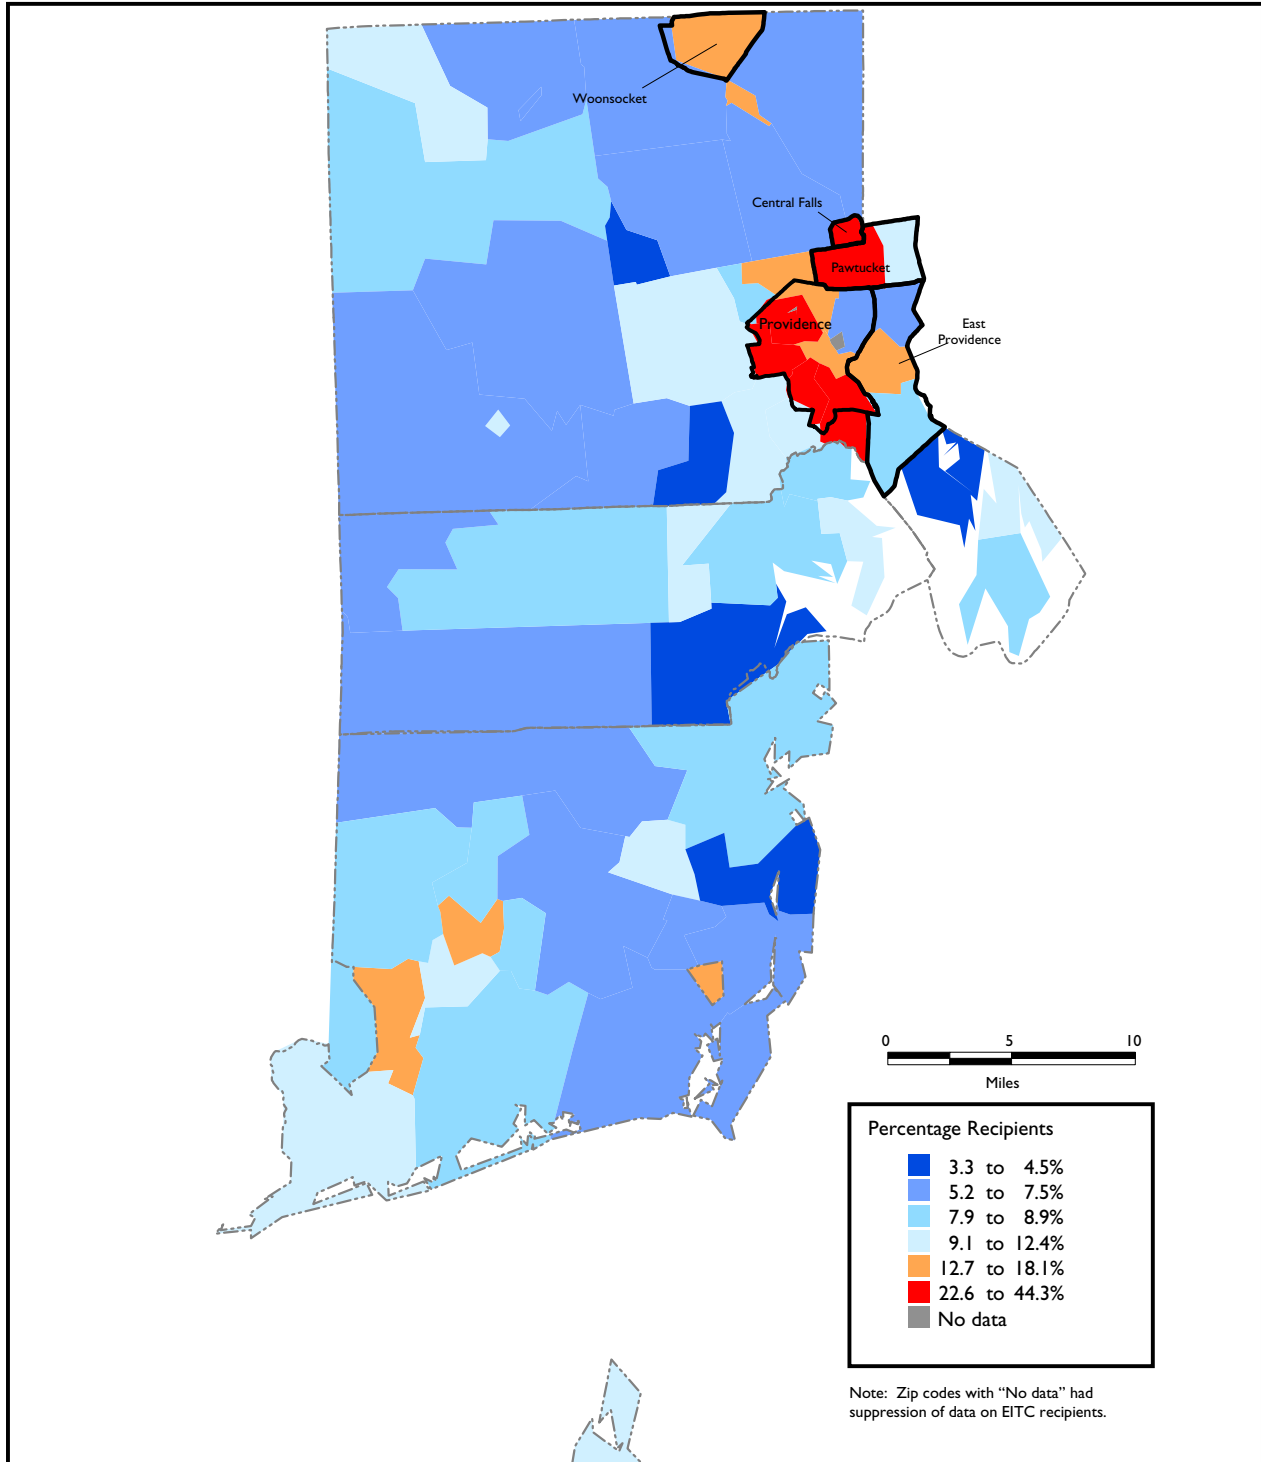 Woonsocket
Central Falls
Pawtucket
Providence
East
Providence
0 5 10
Miles
Percentage Recipients
3.3 to 4.5%
5.2 to 7.5%
7.9 to 8.9%
9.1 to 12.4%
12.7 to 18.1%
22.6 to 44.3%
No data
Note: Zip codes with “No data” had
suppression of data on EITC recipients.